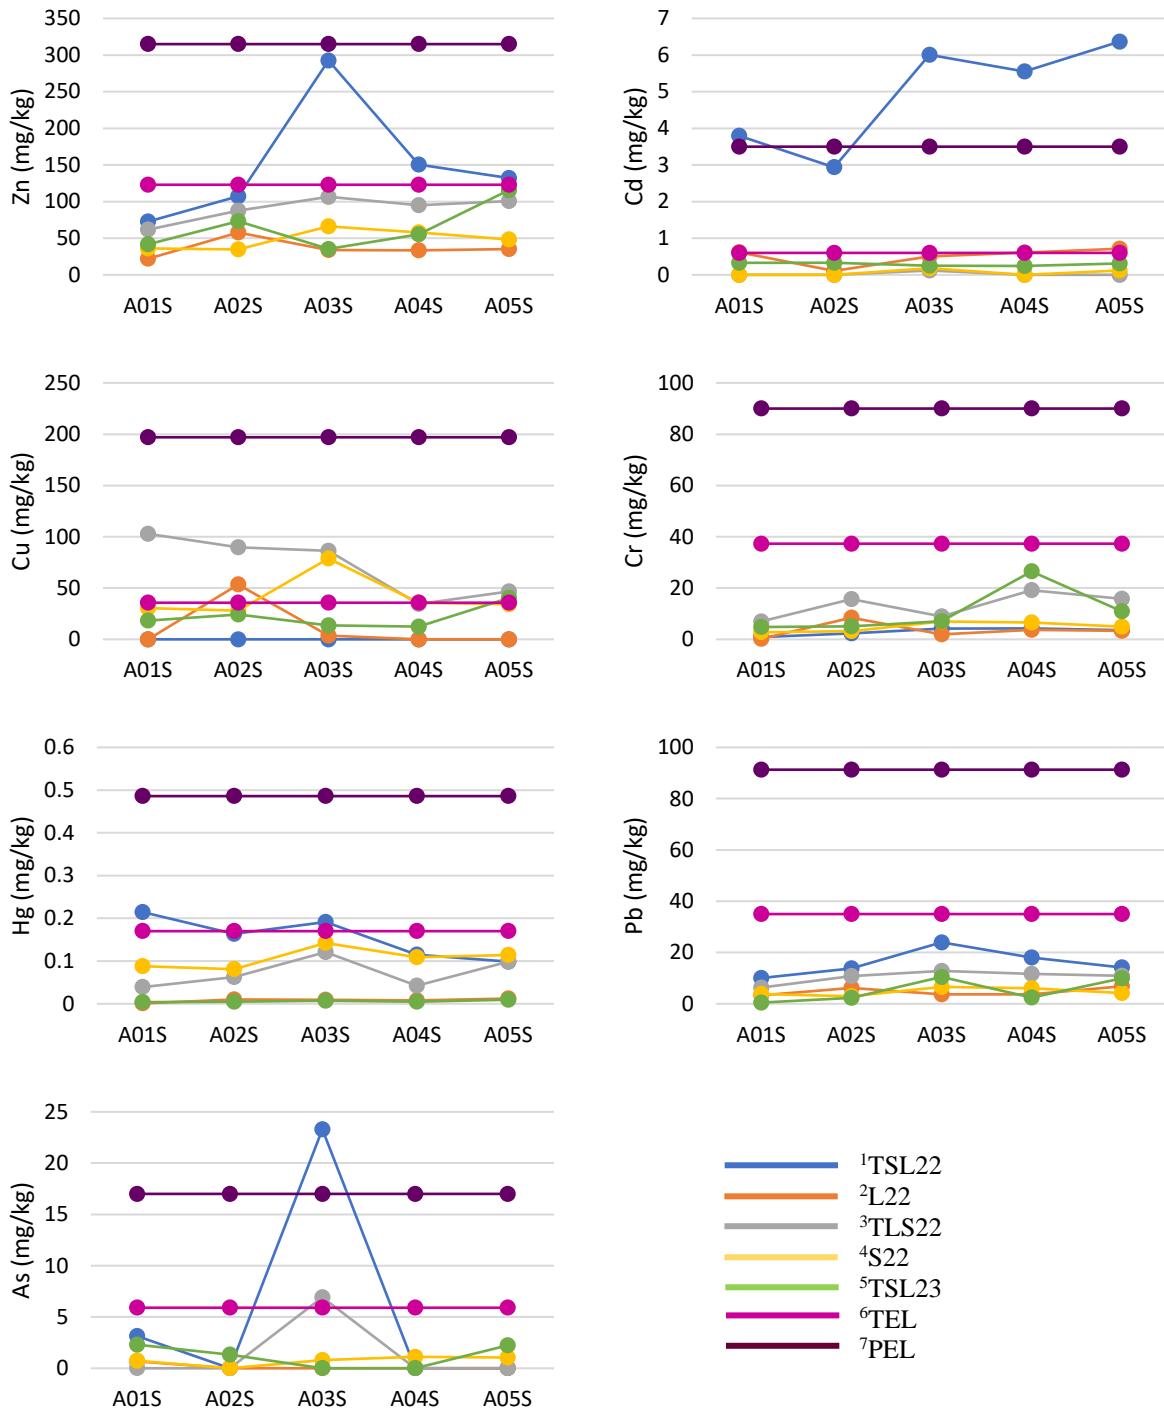 350
300
250
200
150
100
50
0
Zn (mg/kg)
A01S A02S A03S A04S A05S
7
6
5
4
3
2
1
0
Cd (mg/kg)
A01S A02S A03S A04S A05S
250
200
150
100
50
0
Cu (mg/kg)
A01S A02S A03S A04S A05S
100
80
60
40
20
0
Cr (mg/kg)
A01S A02S A03S A04S A05S
0.6
0.5
0.4
0.3
0.2
0.1
0
Hg (mg/kg)
A01S A02S A03S A04S A05S
100
80
60
40
20
0
Pb (mg/kg)
A01S A02S A03S A04S A05S
25
20
15
10
5
0
As (mg/kg)
A01S A02S A03S A04S A05S
¹TSL22
²L22
³TLS22
⁴S22
⁵TSL23
⁶TEL
⁷PEL